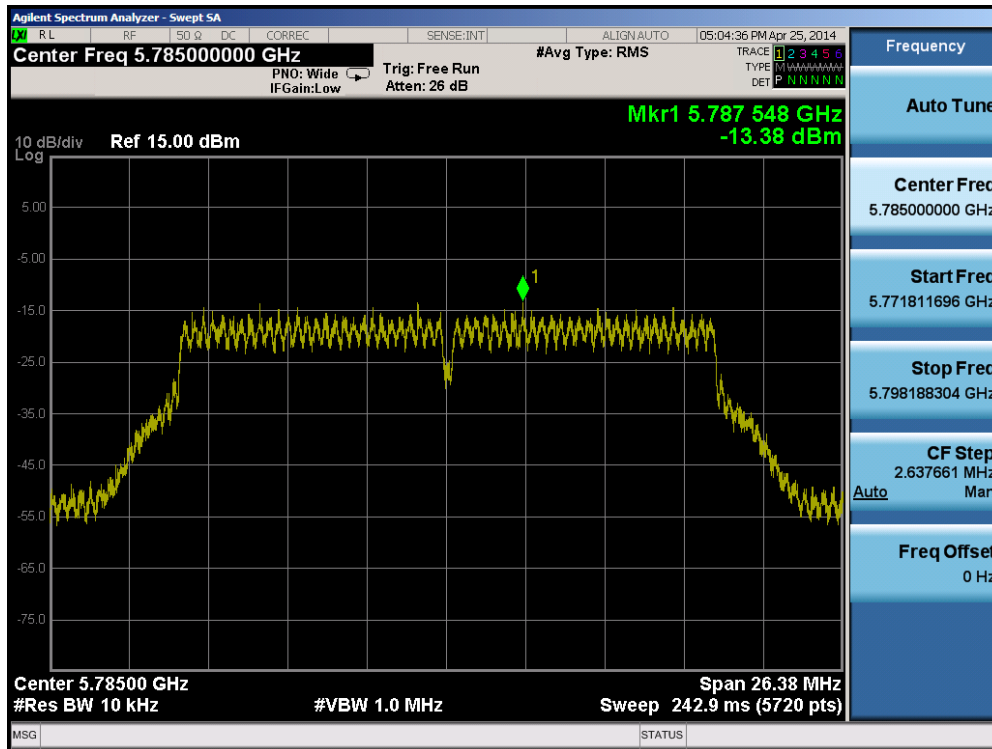 Agilent Spectrum Analyzer - Swept SA
LXI RL RF 50 Ω DC CORREC SENSE:INT ALIGN AUTO 05:04:36 PM Apr 25, 2014
Center Freq 5.785000000 GHz
PNO: Wide
IFGain:Low
Trig: Free Run
Atten: 26 dB
#Avg Type: RMS
TRACE 1 2 3 4 5 6
TYPE M W W W W W
DET P N N N N N
Mkr1 5.787 548 GHz
-13.38 dBm
10 dB/div Ref 15.00 dBm
Log
5.00
-5.00
1
-15.0
-25.0
-35.0
-45.0
-55.0
-65.0
-75.0
Center 5.78500 GHz Span 26.38 MHz
#Res BW 10 kHz #VBW 1.0 MHz Sweep 242.9 ms (5720 pts)
MSG STATUS
Frequency
Auto Tune
Center Freq
5.785000000 GHz
Start Freq
5.771811696 GHz
Stop Freq
5.798188304 GHz
CF Step
2.637661 MHz
Auto Man
Freq Offset
0 Hz